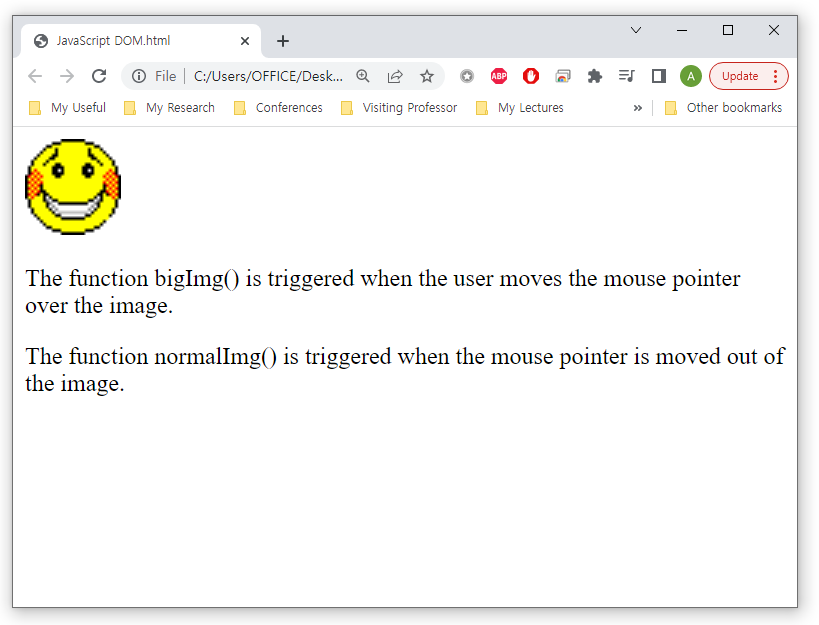 JavaScript DOM.html
File
C:/Users/OFFICE/Desk...
ABP
A
Update
My Useful
My Research
Conferences
Visiting Professor
My Lectures
»
Other bookmarks
The function bigImg() is triggered when the user moves the mouse pointer
over the image.
The function normalImg() is triggered when the mouse pointer is moved out of
the image.